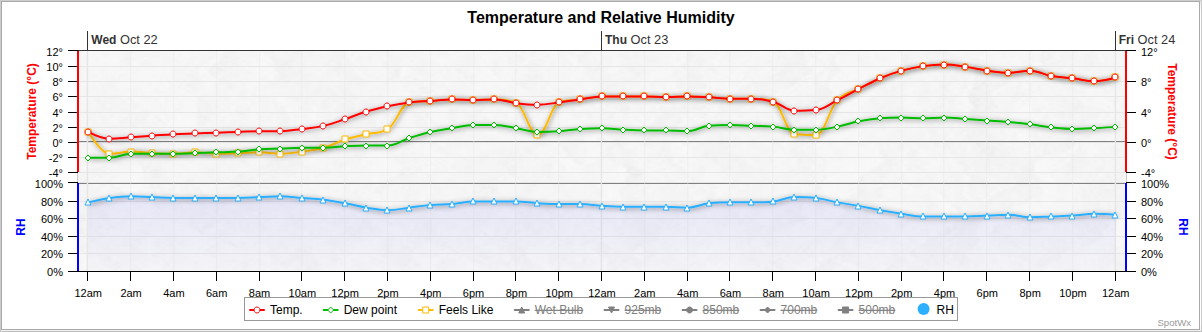 Temperature and Relative Humidity
Wed Oct 22
Thu Oct 23
Fri Oct 24
12° 12°
10°
8° 8°
6°
4° 4°
2°
0° 0°
-2°
-4° -4°
Temperature (°C)
Temperature (°C)
100% 100%
80% 80%
60% 60%
40% 40%
20% 20%
0% 0%
RH
RH
12am 2am 4am 6am 8am 10am 12pm 2pm 4pm 6pm 8pm 10pm 12am 2am 4am 6am 8am 10am 12pm 2pm 4pm 6pm 8pm 10pm 12am
Temp. Dew point Feels Like Wet Bulb 925mb 850mb 700mb 500mb RH
SpotWx